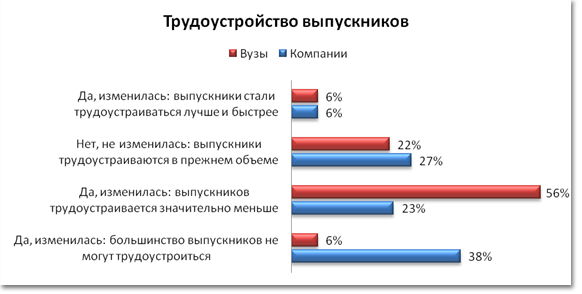 Трудоустройство выпускников
Вузы Компании
Да, изменилась: выпускники стали
трудоустраиваться лучше и быстрее
6%
6%
Нет, не изменилась: выпускники
трудоустраиваются в прежнем объеме
22%
27%
Да, изменилась: выпускников
трудоустраивается значительно меньше
56%
23%
Да, изменилась: большинство выпускников не
могут трудоустроиться
6%
38%